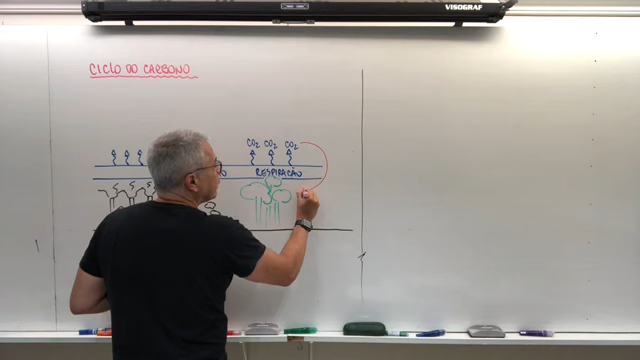 VISOGRAF
CICLO DO CARBONO
CO2 CO2 CO2
RESPIRAÇÃO